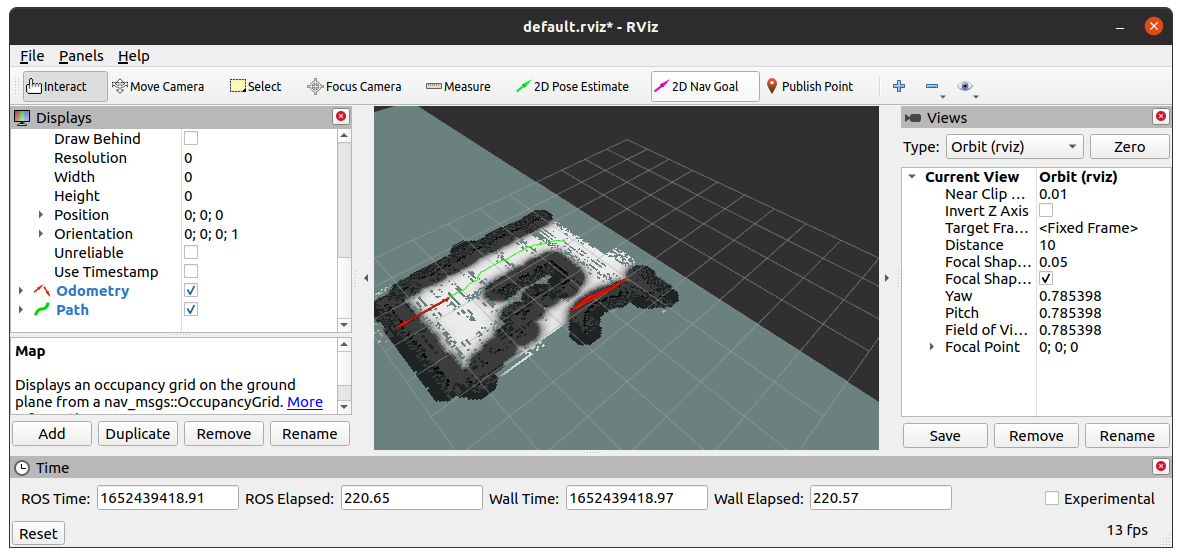 default.rviz* - RViz
File Panels Help
Interact Move Camera Select Focus Camera Measure 2D Pose Estimate 2D Nav Goal Publish Point
Displays
Draw Behind
Resolution 0
Width 0
Height 0
Position 0; 0; 0
Orientation 0; 0; 0; 1
Unreliable
Use Timestamp
Odometry
Path
Map
Displays an occupancy grid on the ground
plane from a nav_msgs::OccupancyGrid. More
Add Duplicate Remove Rename
Views
Type: Orbit (rviz) Zero
Current View Orbit (rviz)
Near Clip ... 0.01
Invert Z Axis
Target Fra... <Fixed Frame>
Distance 10
Focal Shap... 0.05
Focal Shap...
Yaw 0.785398
Pitch 0.785398
Field of Vi... 0.785398
Focal Point 0; 0; 0
Save Remove Rename
Time
ROS Time: 1652439418.91 ROS Elapsed: 220.65 Wall Time: 1652439418.97 Wall Elapsed: 220.57 Experimental
Reset 13 fps